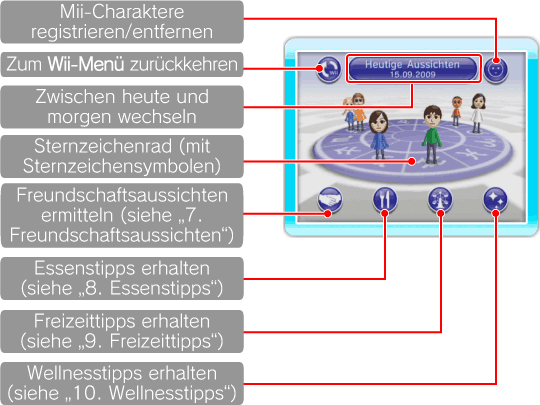 Mii-Charaktere
registrieren/entfernen
Zum Wii-Menü zurückkehren
Zwischen heute und
morgen wechseln
Sternzeichenrad (mit
Sternzeichensymbolen)
Freundschaftsaussichten
ermitteln (siehe „7.
Freundschaftsaussichten“)
Essenstipps erhalten
(siehe „8. Essenstipps“)
Freizeittipps erhalten
(siehe „9. Freizeittipps“)
Wellnesstipps erhalten
(siehe „10. Wellnesstipps“)
Heutige Aussichten
15.09.2009
Wii